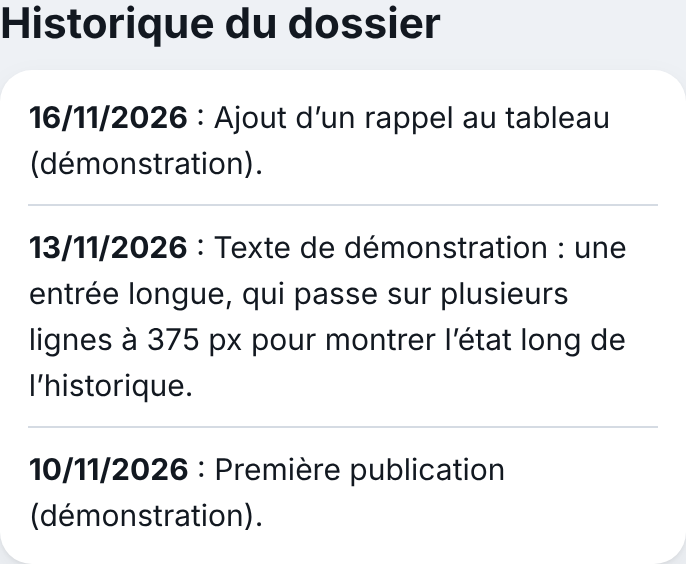 Historique du dossier
16/11/2026 : Ajout d’un rappel au tableau
(démonstration).
13/11/2026 : Texte de démonstration : une
entrée longue, qui passe sur plusieurs
lignes à 375 px pour montrer l’état long de
l’historique.
10/11/2026 : Première publication
(démonstration).